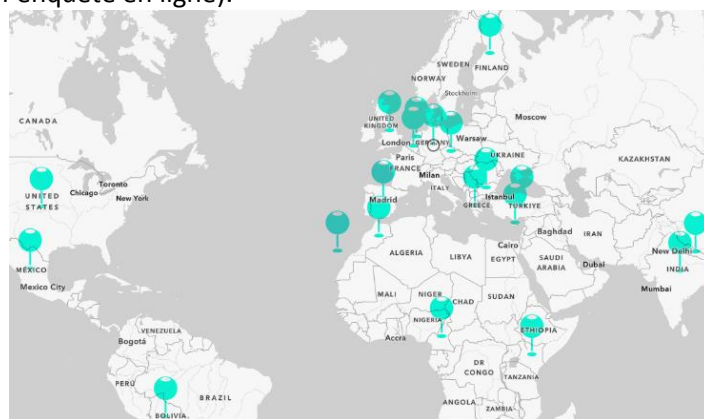 l'enquête en ligne).
SWEDEN
FINLAND
NORWAY
Stockholm
Moscow
CANADA
UNITED
KINGDOM
London
GERMANY
Warsaw
Paris
UKRAINE
KAZAKHSTAN
Toronto
Chicago
New York
UNITED
STATES
FRANCE
Milan
ITALY
Madrid
Istanbul
GREECE
TÜRKIYE
Baghdad
IRAN
New Delhi
MÉXICO
Mexico City
ALGERIA
LIBYA
Cairo
EGYPT
SAUDI
ARABIA
Dubai
INDIA
Mumbai
MALI
NIGER
CHAD
SUDAN
NIGERIA
ETHIOPIA
VENEZUELA
Bogotá
Accra
DR
CONGO
TANZANIA
PERÚ
BRAZIL
BOLIVIA
ANGOLA
ZAMBIA